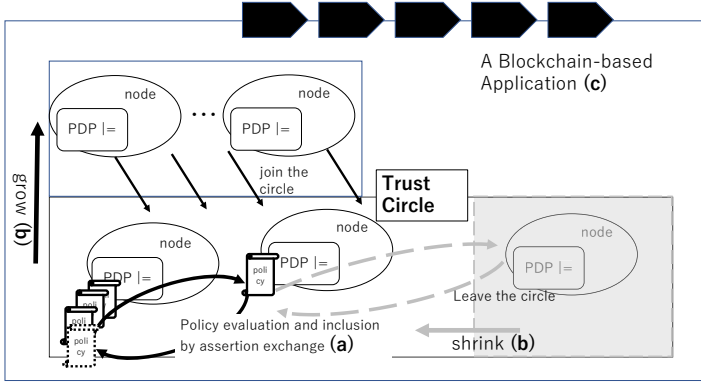 A Blockchain-based
Application (c)
node
node
PDP |=
...
PDP |=
join the
circle
grow (b)
Trust
Circle
node
node
node
PDP |=
poli
cy
PDP |=
PDP |=
poli
poli
poli
cy
Leave the circle
Policy evaluation and inclusion
by assertion exchange (a)
shrink (b)